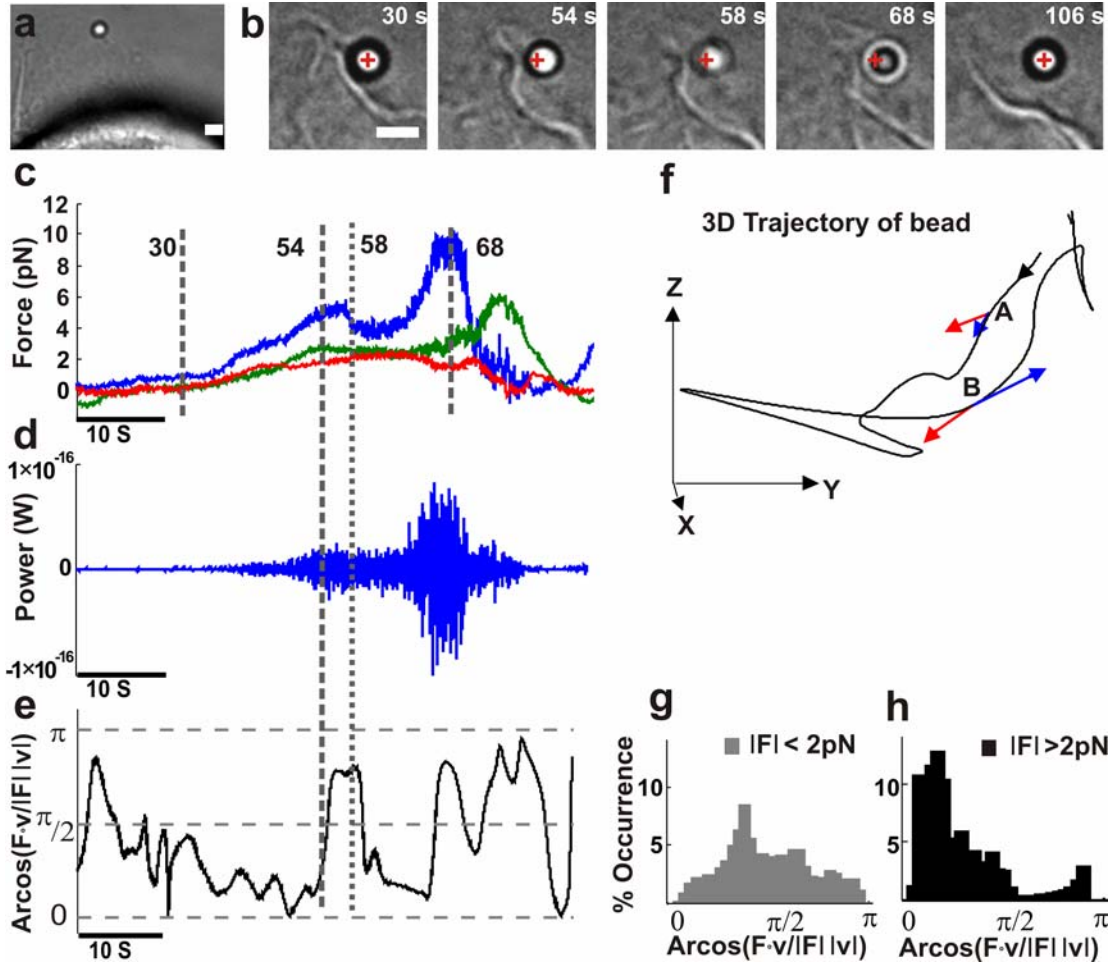 a
b
30 s
54 s
58 s
68 s
106 s
c
12
10
8
6
4
2
0
Force (pN)
30
54
58
68
10 S
d
1×10⁻¹⁶
0
-1×10⁻¹⁶
Power (W)
10 S
e
π
π/2
0
Arcos(F·v/|F||v|)
10 S
f
3D Trajectory of bead
Z
A
B
Y
X
g
|F| < 2pN
10
5
% Occurrence
0
π/2
π
Arcos(F·v/|F| |v|)
h
|F| >2pN
10
5
0
π/2
π
Arcos(F·v/|F| |v|)